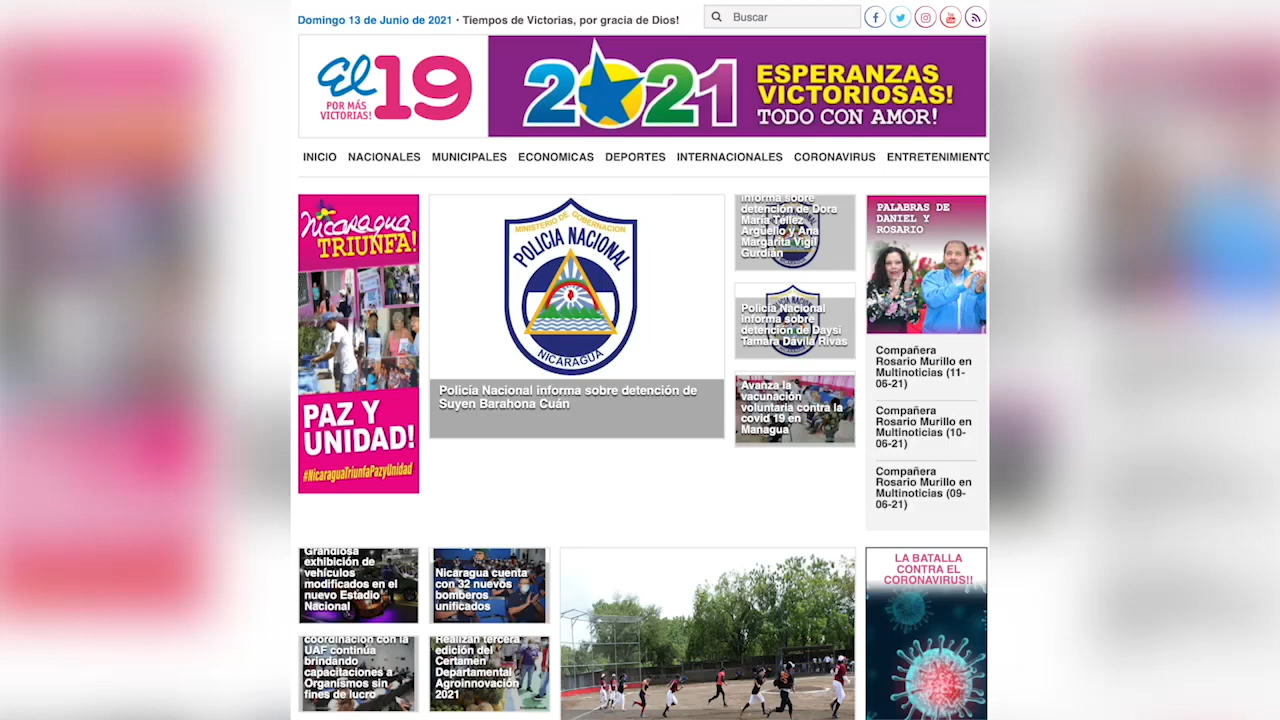 Domingo 13 de Junio de 2021 • Tiempos de Victorias, por gracia de Dios!
Buscar
El 19
POR MÁS
VICTORIAS!
2021
ESPERANZAS
VICTORIOSAS!
TODO CON AMOR!
INICIO NACIONALES MUNICIPALES ECONOMICAS DEPORTES INTERNACIONALES CORONAVIRUS ENTRETENIMIENTO
Nicaragua
TRIUNFA!
PAZ Y
UNIDAD!
#NicaraguaTriunfaPazyUnidad
MINISTERIO DE GOBERNACION
POLICIA NACIONAL
NICARAGUA
Policía Nacional informa sobre detención de
Suyen Barahona Cuán
informa sobre
detención de Dora
María Téllez
Argüello y Ana
Margarita Vigil
Gurdián
Policía Nacional
informa sobre
detención de Daysi
Tamara Dávila Rivas
Avanza la
vacunación
voluntaria contra la
covid 19 en
Managua
PALABRAS DE
DANIEL Y
ROSARIO
Compañera
Rosario Murillo en
Multinoticias (11-
06-21)
Compañera
Rosario Murillo en
Multinoticias (10-
06-21)
Compañera
Rosario Murillo en
Multinoticias (09-
06-21)
Grandiosa
exhibición de
vehículos
modificados en el
nuevo Estadio
Nacional
Nicaragua cuenta
con 32 nuevos
bomberos
unificados
coordinación con la
UAF continúa
brindando
capacitaciones a
Organismos sin
fines de lucro
Realizan tercera
edición del
Certamen
Departamental
Agroinnovación
2021
LA BATALLA
CONTRA EL
CORONAVIRUS!!